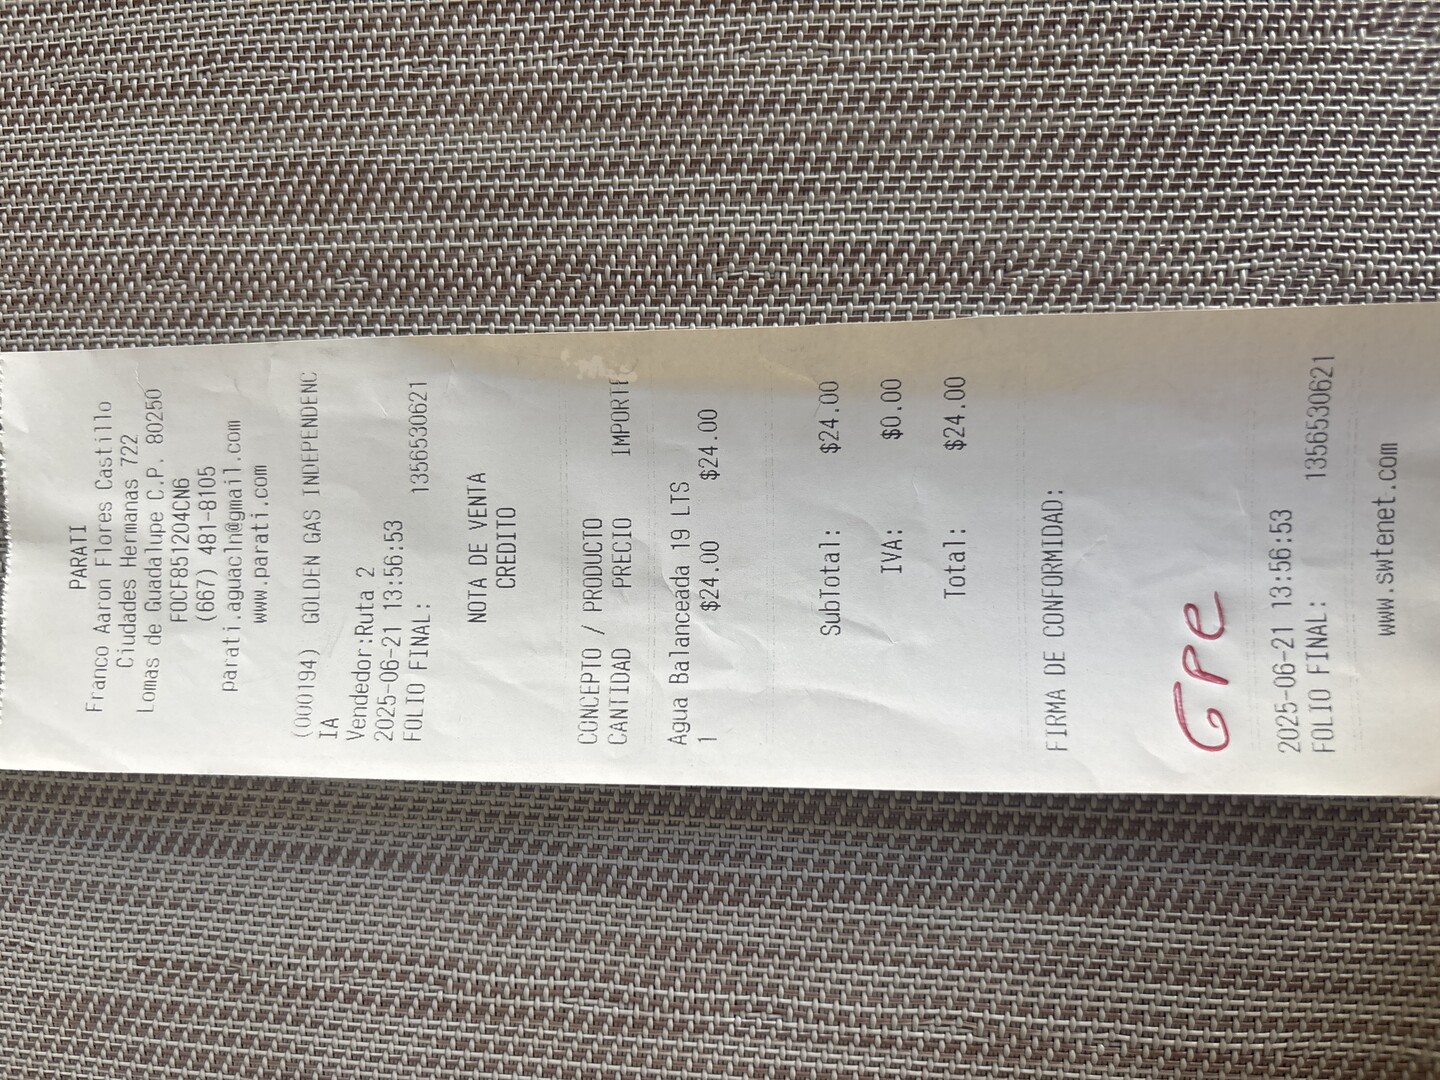 PARATI
Franco Aaron Flores Castillo
Ciudades Hermanas 722
Lomas de Guadalupe C.P. 80250
FOCF851204CN6
(667) 481-8105
parati.aguacln@gmail.com
www.parati.com
(000194) GOLDEN GAS INDEPENDENC
IA
Vendedor:Ruta 2
2025-06-21 13:56:53
FOLIO FINAL: 1356530621
NOTA DE VENTA
CREDITO
CONCEPTO / PRODUCTO
CANTIDAD PRECIO IMPORTE
Agua Balanceada 19 LTS
1 $24.00 $24.00
SubTotal: $24.00
IVA: $0.00
Total: $24.00
FIRMA DE CONFORMIDAD:
GPe
2025-06-21 13:56:53
FOLIO FINAL: 1356530621
www.swtenet.com